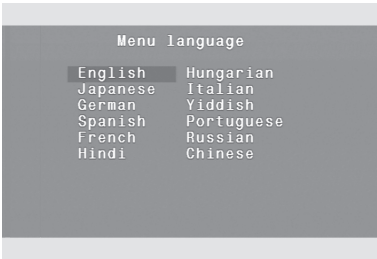 Menu language
English Hungarian
Japanese Italian
German Yiddish
Spanish Portuguese
French Russian
Hindi Chinese